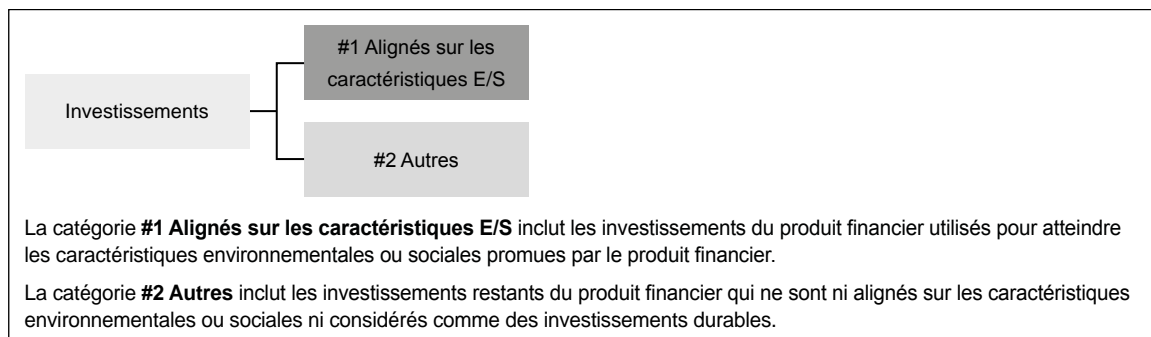 #1 Alignés sur les
caractéristiques E/S
Investissements
#2 Autres
La catégorie #1 Alignés sur les caractéristiques E/S inclut les investissements du produit financier utilisés pour atteindre
les caractéristiques environnementales ou sociales promues par le produit financier.
La catégorie #2 Autres inclut les investissements restants du produit financier qui ne sont ni alignés sur les caractéristiques
environnementales ou sociales ni considérés comme des investissements durables.